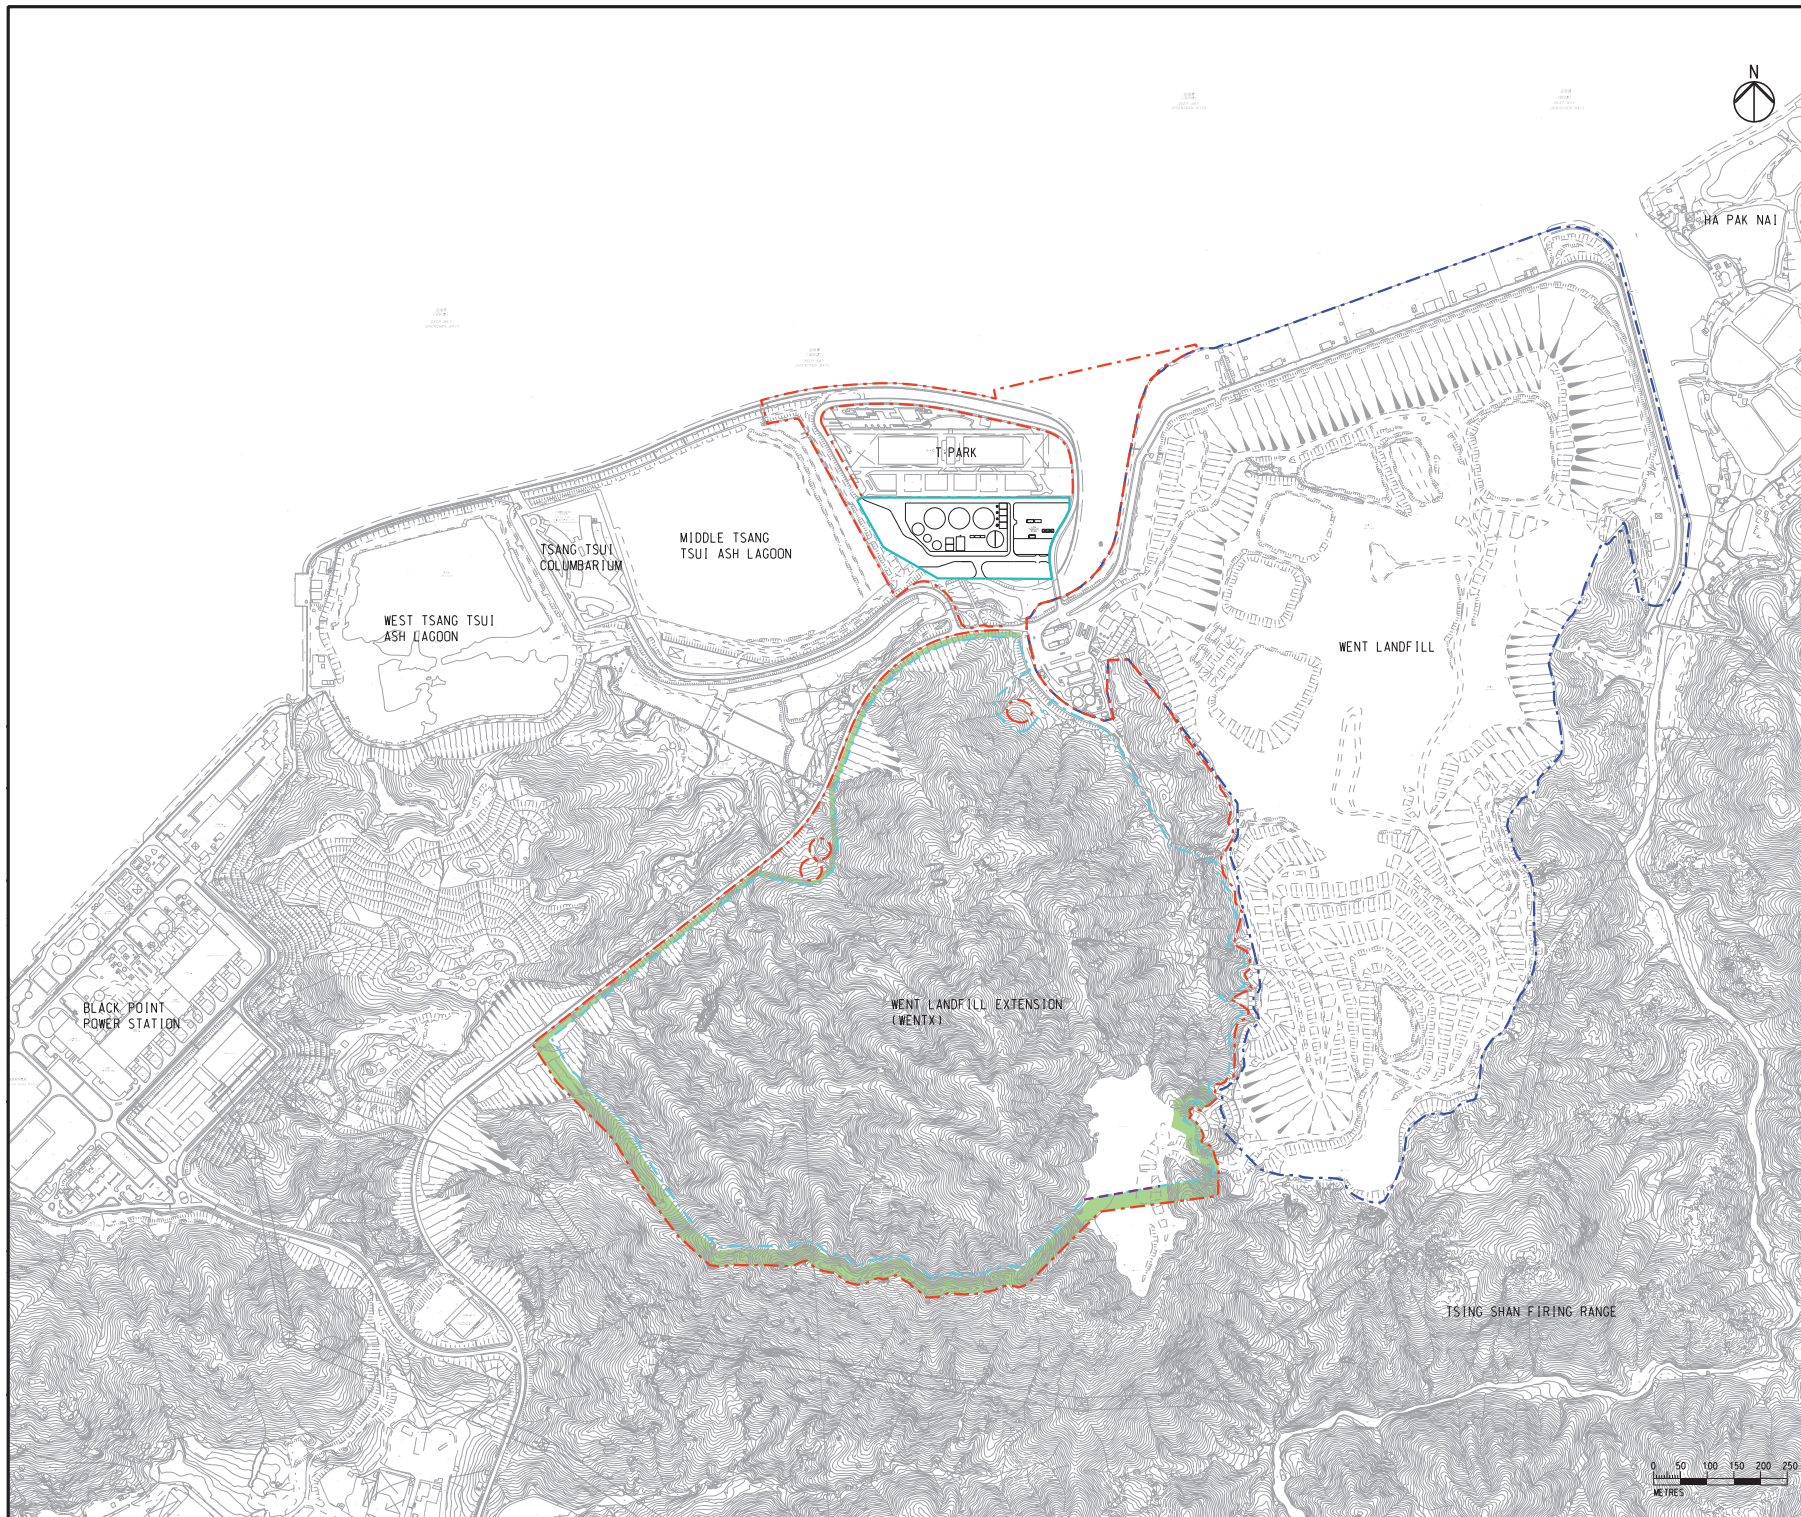 N
HA PAK NAI
T-PARK
TSANG TSUI
COLUMBARIUM
MIDDLE TSANG
TSUI ASH LAGOON
WEST TSANG TSUI
ASH LAGOON
WENT LANDFILL
BLACK POINT
POWER STATION
WENT LANDFILL EXTENSION
(WENTX)
TSING SHAN FIRING RANGE
0 50 100 150 200 250
METRES